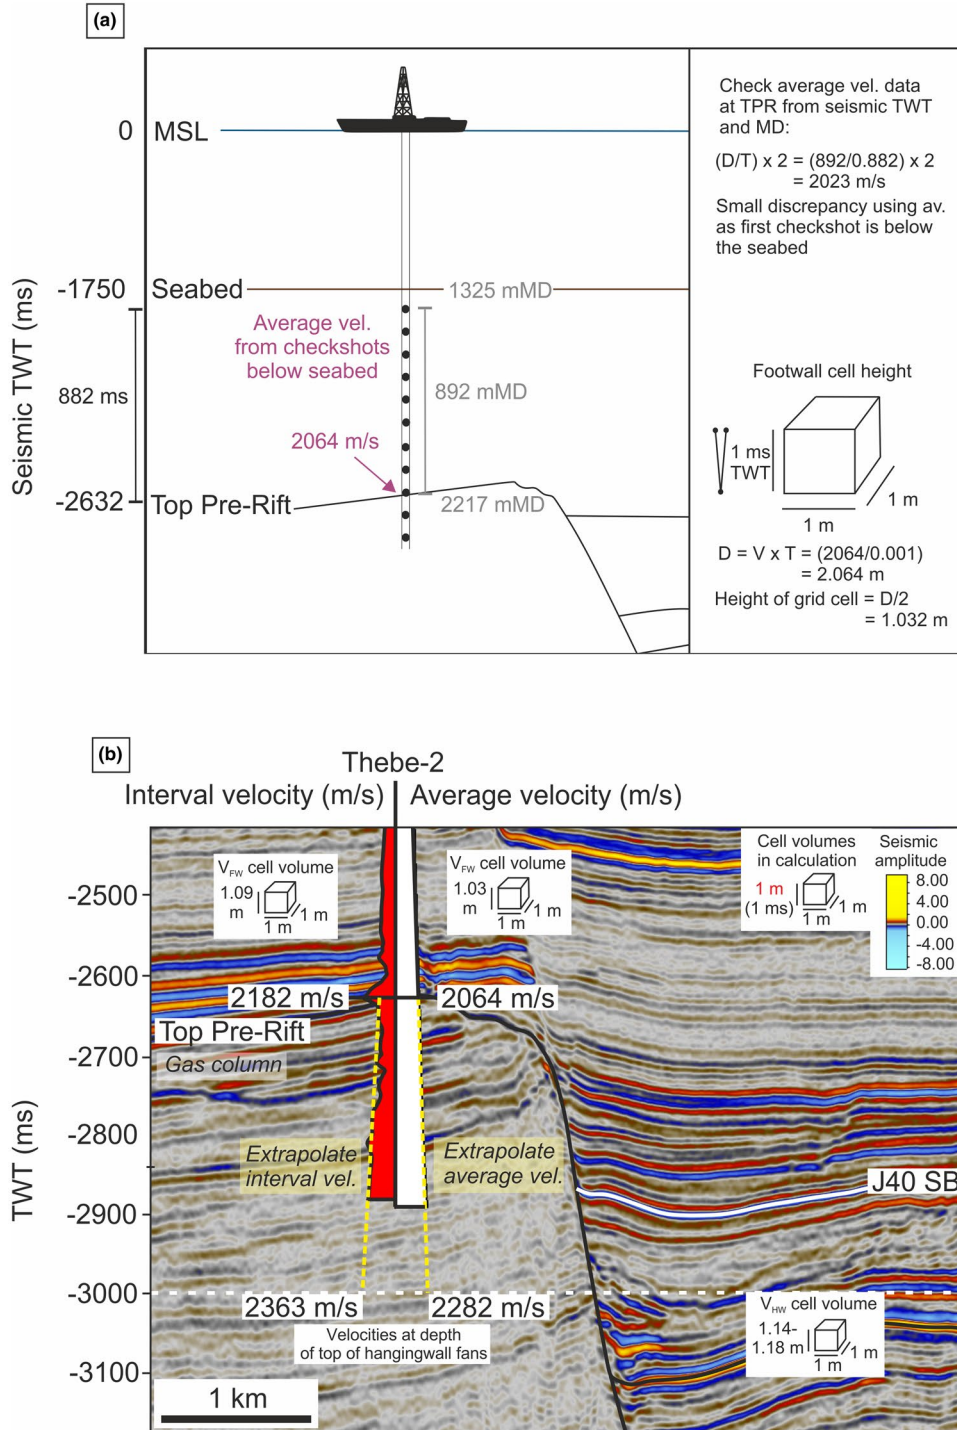 (a)
0
MSL
Check average vel. data
at TPR from seismic TWT
and MD:
(D/T) x 2 = (892/0.882) x 2
= 2023 m/s
Small discrepancy using av.
as first checkshot is below
the seabed
Seismic TWT (ms)
-1750
Seabed
1325 mMD
Average vel.
from checkshots
below seabed
882 ms
892 mMD
2064 m/s
-2632
Top Pre-Rift
2217 mMD
Footwall cell height
1 ms
TWT
1 m
1 m
D = V x T = (2064/0.001)
= 2.064 m
Height of grid cell = D/2
= 1.032 m
(b)
Thebe-2
Interval velocity (m/s)
Average velocity (m/s)
TWT (ms)
-2500
-2600
-2700
-2800
-2900
-3000
-3100
VFW cell volume
1.09
m
1 m
1 m
VFW cell volume
1.03
m
1 m
1 m
Cell volumes
in calculation
1 m
(1 ms)
1 m
1 m
Seismic
amplitude
8.00
4.00
0.00
-4.00
-8.00
2182 m/s
2064 m/s
Top Pre-Rift
Gas column
Extrapolate
interval vel.
Extrapolate
average vel.
J40 SB
2363 m/s
2282 m/s
Velocities at depth
of top of hangingwall fans
VHW cell volume
1.14-
1.18 m
1 m
1 m
1 km